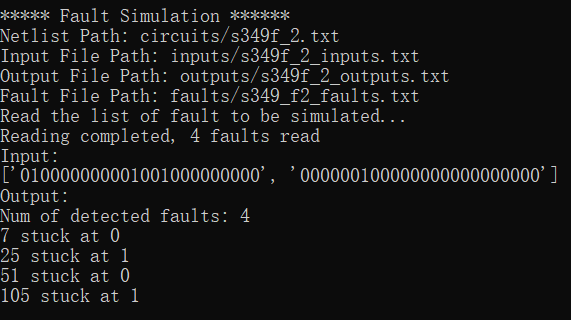 ***** Fault Simulation ******
Netlist Path: circuits/s349f_2.txt
Input File Path: inputs/s349f_2_inputs.txt
Output File Path: outputs/s349f_2_outputs.txt
Fault File Path: faults/s349_f2_faults.txt
Read the list of fault to be simulated...
Reading completed, 4 faults read
Input:
['010000000001001000000000', '000000100000000000000000']
Output:
Num of detected faults: 4
7 stuck at 0
25 stuck at 1
51 stuck at 0
105 stuck at 1